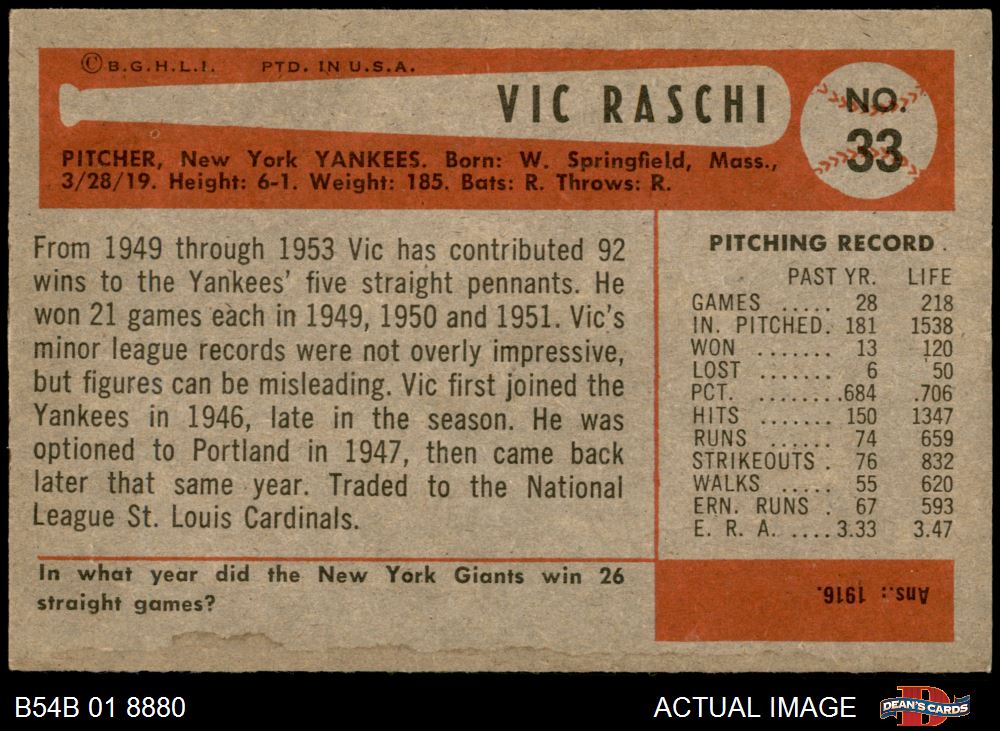 © B.G.H.L.I. PTD. IN U.S.A.
VIC RASCHI
NO.
33
PITCHER, New York YANKEES. Born: W. Springfield, Mass.,
3/28/19. Height: 6-1. Weight: 185. Bats: R. Throws: R.
From 1949 through 1953 Vic has contributed 92
wins to the Yankees' five straight pennants. He
won 21 games each in 1949, 1950 and 1951. Vic's
minor league records were not overly impressive,
but figures can be misleading. Vic first joined the
Yankees in 1946, late in the season. He was
optioned to Portland in 1947, then came back
later that same year. Traded to the National
League St. Louis Cardinals.
PITCHING RECORD
PAST YR. LIFE
GAMES ..... 28 218
IN. PITCHED. 181 1538
WON ....... 13 120
LOST ....... 6 50
PCT. ........ .684 .706
HITS ....... 150 1347
RUNS ...... 74 659
STRIKEOUTS . 76 832
WALKS ..... 55 620
ERN. RUNS . 67 593
E. R. A. .... 3.33 3.47
In what year did the New York Giants win 26
straight games?
Ans.: 1916.
B54B 01 8880
ACTUAL IMAGE
D
DEAN'S CARDS